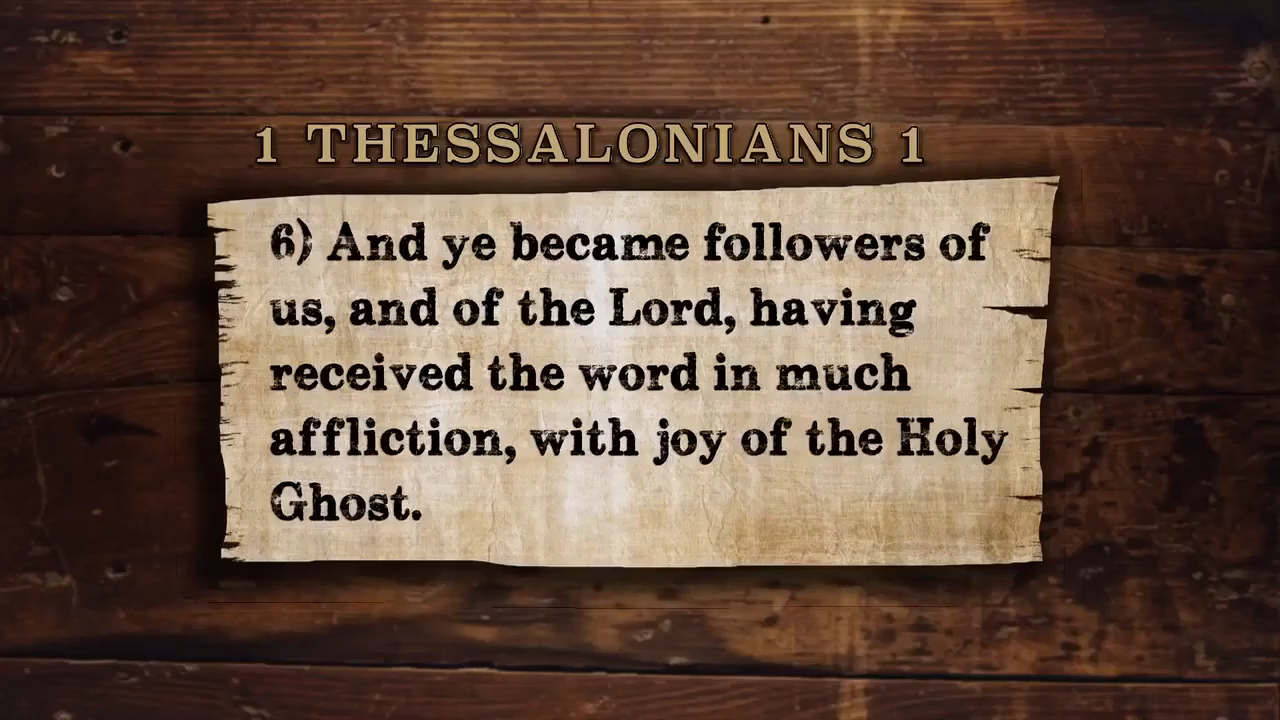 1 THESSALONIANS 1
6) And ye became followers of
us, and of the Lord, having
received the word in much
affliction, with joy of the Holy
Ghost.